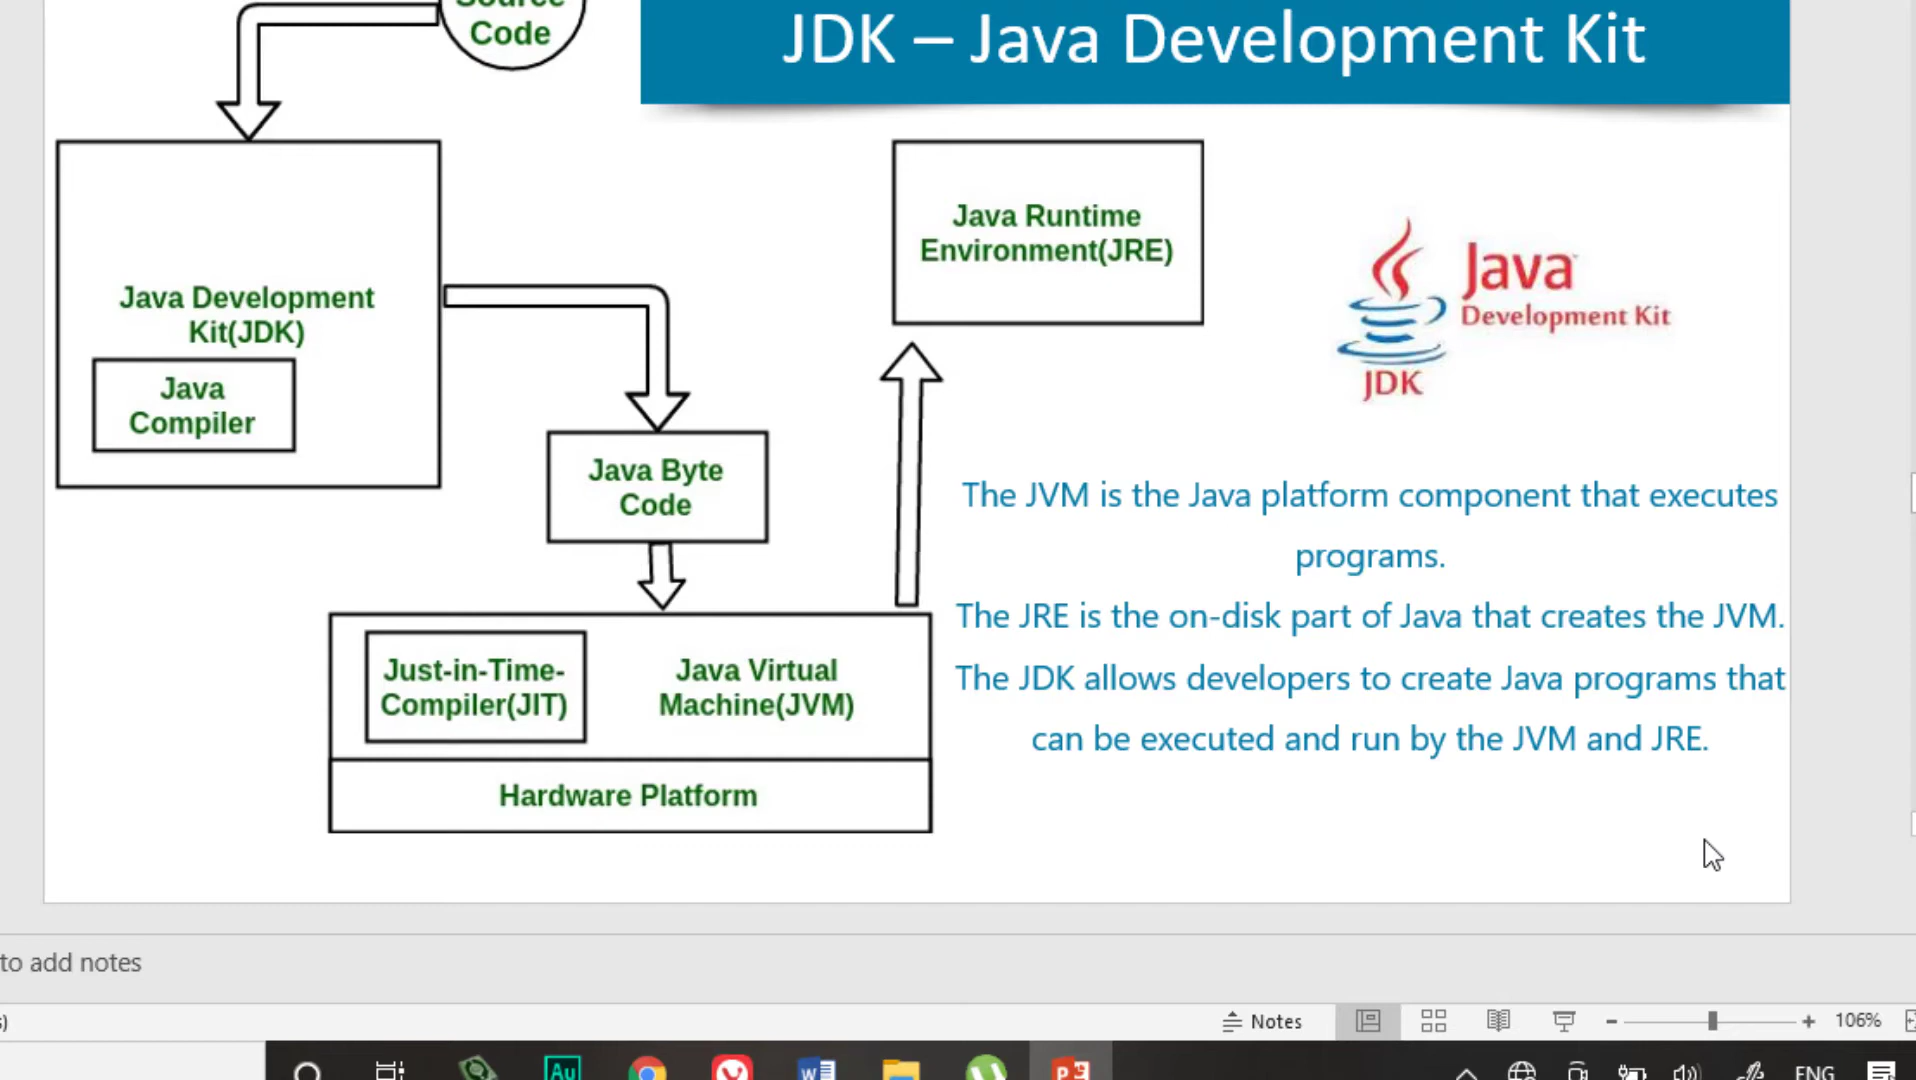 Source
Code
JDK – Java Development Kit
Java Development
Kit(JDK)
Java
Compiler
Java Runtime
Environment(JRE)
Java
Development Kit
JDK
Java Byte
Code
Just-in-Time-
Compiler(JIT)
Java Virtual
Machine(JVM)
Hardware Platform
The JVM is the Java platform component that executes
programs.
The JRE is the on-disk part of Java that creates the JVM.
The JDK allows developers to create Java programs that
can be executed and run by the JVM and JRE.
to add notes
Notes
106%
Au
ENG